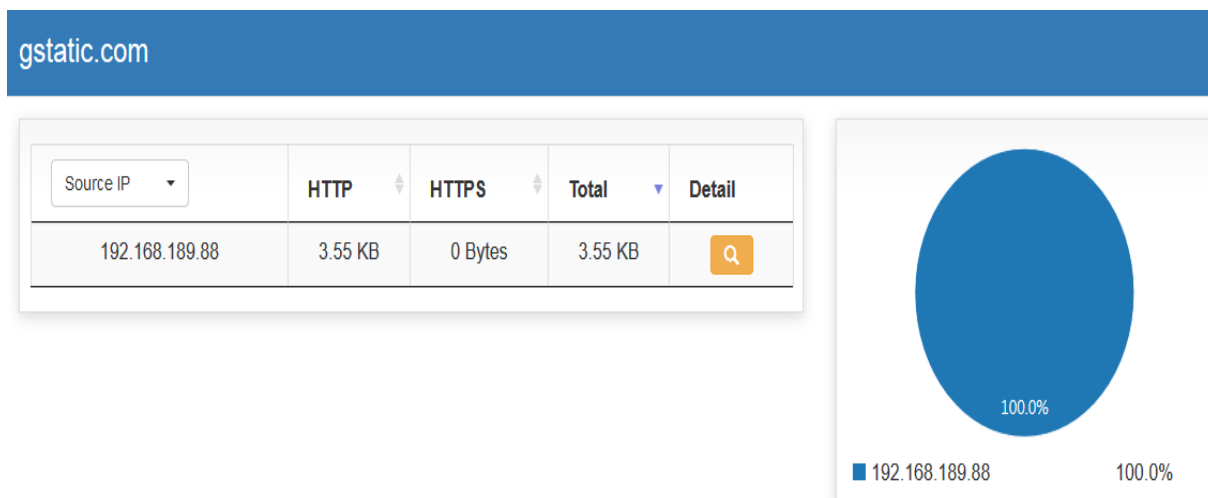 gstatic.com
Source IP HTTP HTTPS Total Detail
192.168.189.88 3.55 KB 0 Bytes 3.55 KB
100.0%
192.168.189.88 100.0%